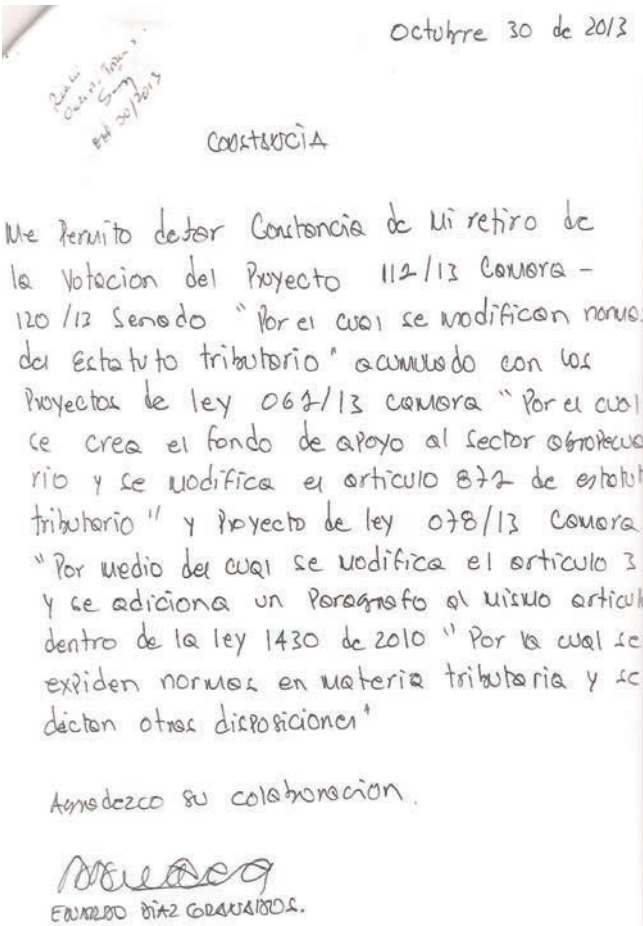 Octubre 30 de 2013
30/2013
Constancia
Me Permito dejar Constancia de Mi retiro de
la Votacion del Proyecto 112/13 Camara -
120/13 Senado "Por el cual se modifican normas
del Estatuto tributario" acumulado con los
Proyectos de ley 067/13 camara "Por el cual
se crea el fondo de apoyo al sector agropecua
rio y se modifica el articulo 872 de estatut
tributario" y Proyecto de ley 078/13 Camara
"Por medio del cual se modifica el articulo 3
y se adiciona un Paragrafo al mismo articul
dentro de la ley 1430 de 2010 "Por la cual se
expiden normas en materia tributaria y se
dictan otras disposiciones"
Agradezco su colaboracion.
EDUARDO DIAZ GRANADOS.